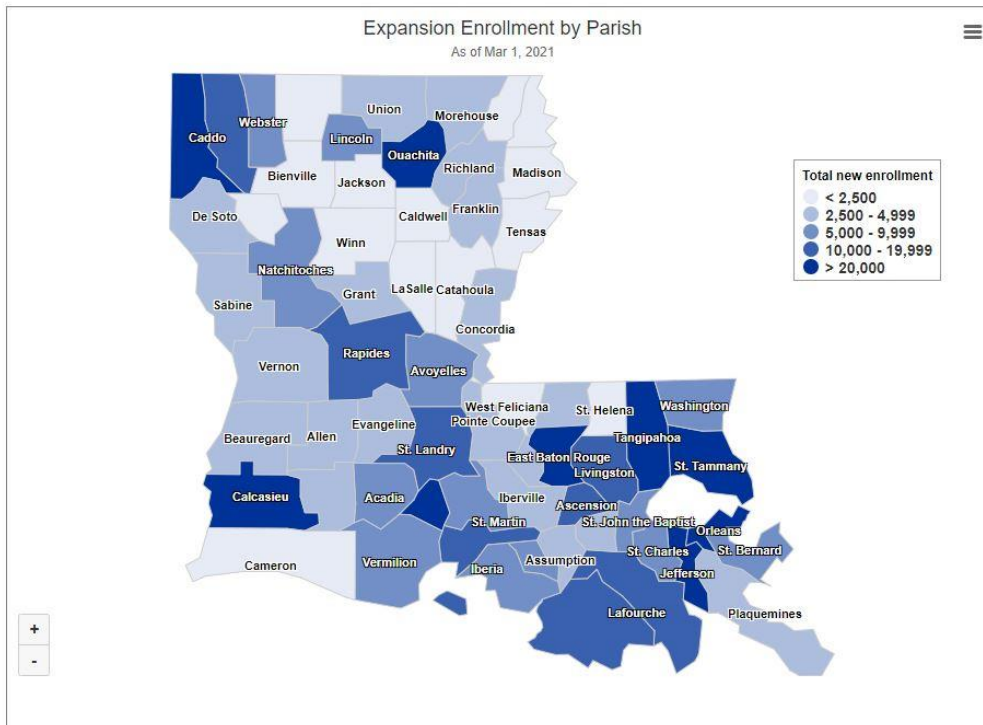 Expansion Enrollment by Parish
As of Mar 1, 2021
Union
Morehouse
Webster
Caddo
Lincoln
Ouachita
Richland
Madison
Bienville
Jackson
Franklin
De Soto
Caldwell
Tensas
Winn
Natchitoches
LaSalle
Catahoula
Grant
Sabine
Concordia
Rapides
Vernon
Avoyelles
West Feliciana
St. Helena
Washington
Pointe Coupee
Evangeline
Beauregard
Allen
Tangipahoa
St. Landry
East Baton Rouge
St. Tammany
Livingston
Calcasieu
Acadia
Iberville
Ascension
St. Martin
St. John the Baptist
Orleans
St. Charles
St. Bernard
Cameron
Vermilion
Iberia
Assumption
Jefferson
Lafourche
Plaquemines
Total new enrollment
< 2,500
2,500 - 4,999
5,000 - 9,999
10,000 - 19,999
> 20,000
+
-